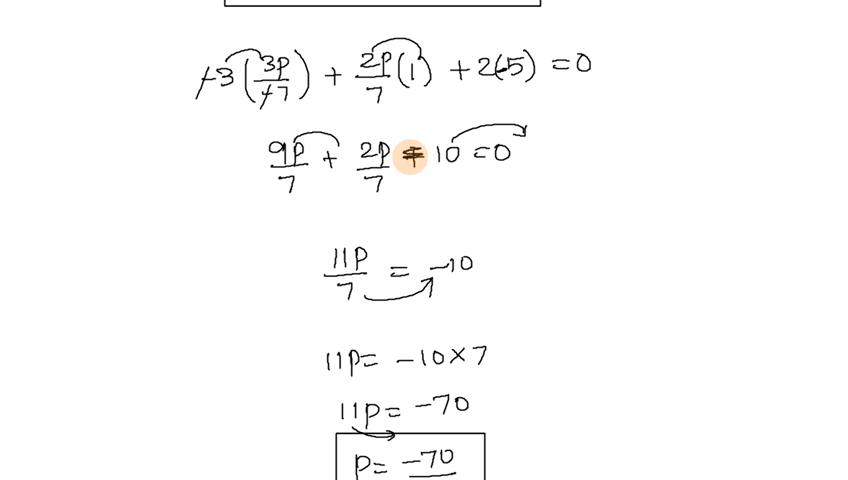 -3(3p/-7) + 2p/7(1) + 2(-5) = 0
9p/7 + 2p/7 10 = 0
11p/7 = -10
11p = -10 × 7
11p = -70
p = -70